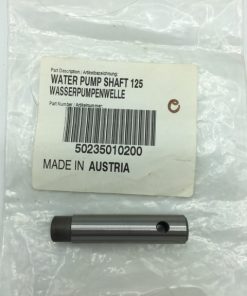 Part Description / Artikelbezeichnung:
WATER PUMP SHAFT 125
WASSERPUMPENWELLE
Part Number / Artikelnummer:
50235010200
MADE IN AUSTRIA